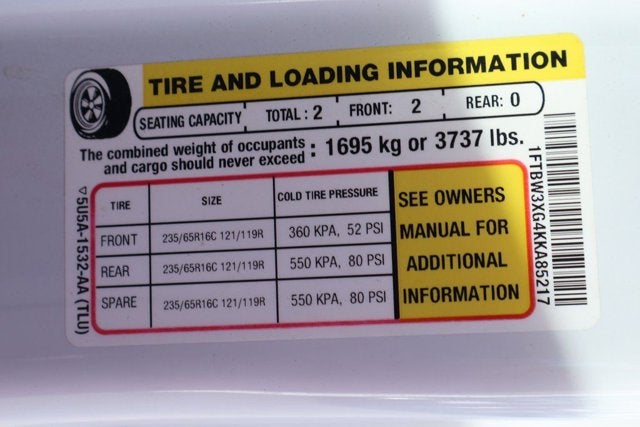 TIRE AND LOADING INFORMATION
SEATING CAPACITY TOTAL: 2 FRONT: 2 REAR: 0
The combined weight of occupants and cargo should never exceed : 1695 kg or 3737 lbs.
TIRE SIZE COLD TIRE PRESSURE
FRONT 235/65R16C 121/119R 360 KPA, 52 PSI
REAR 235/65R16C 121/119R 550 KPA, 80 PSI
SPARE 235/65R16C 121/119R 550 KPA, 80 PSI
SEE OWNERS
MANUAL FOR
ADDITIONAL
INFORMATION
▽5U5A-1532-AA (TLU)
1FTBW3XG4KKA85217